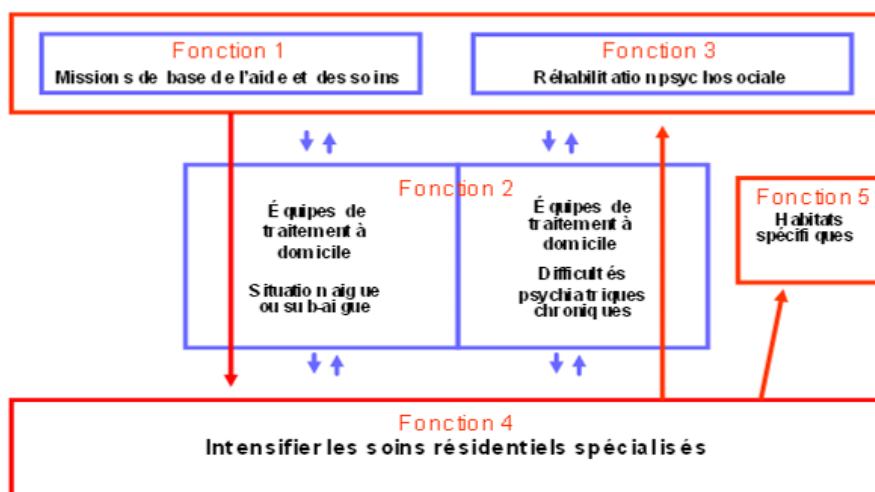 Fonction 1
Missions de base de l'aide et des soins
Fonction 3
Réhabilitation psychosociale
Fonction 2
Équipes de
traitement à
domicile
Situation aigue
ou sub-aigue
Équipes de
traitement à
domicile
Difficultés
psychiatriques
chroniques
Fonction 5
Habitats
spécifiques
Fonction 4
Intensifier les soins résidentiels spécialisés